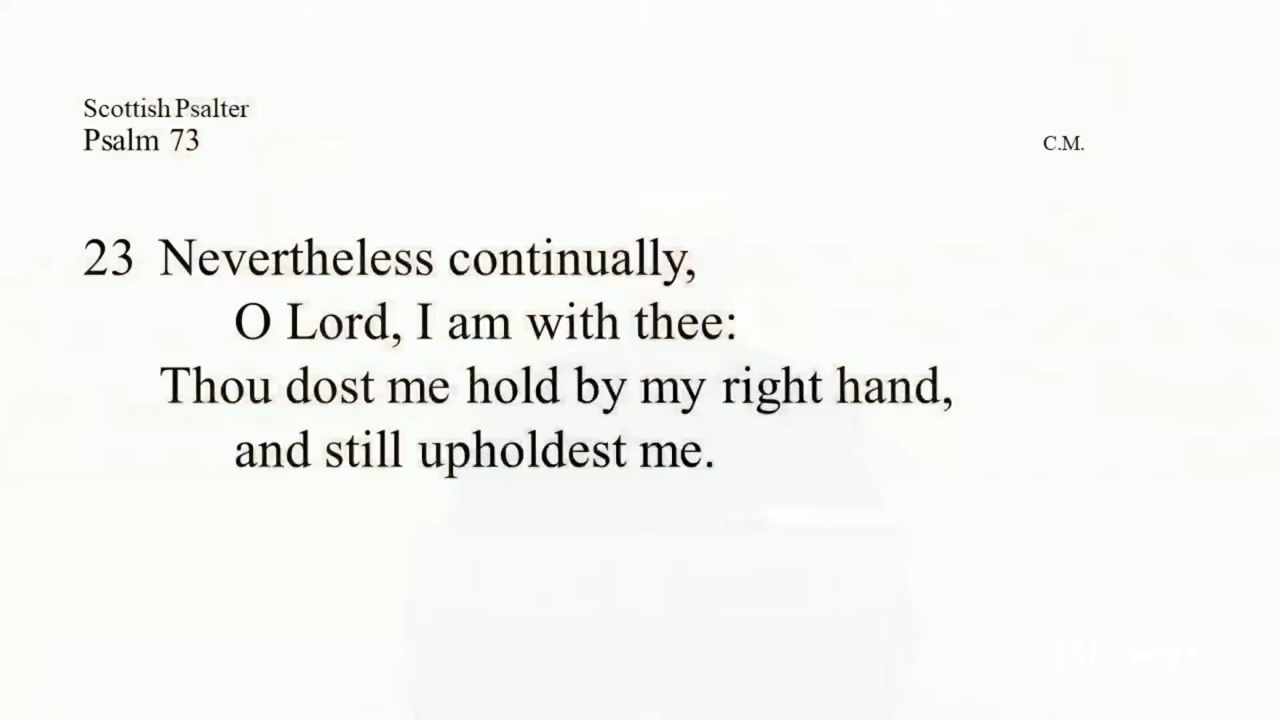 Scottish Psalter
Psalm 73
C.M.
23 Nevertheless continually,
O Lord, I am with thee:
Thou dost me hold by my right hand,
and still upholdest me.